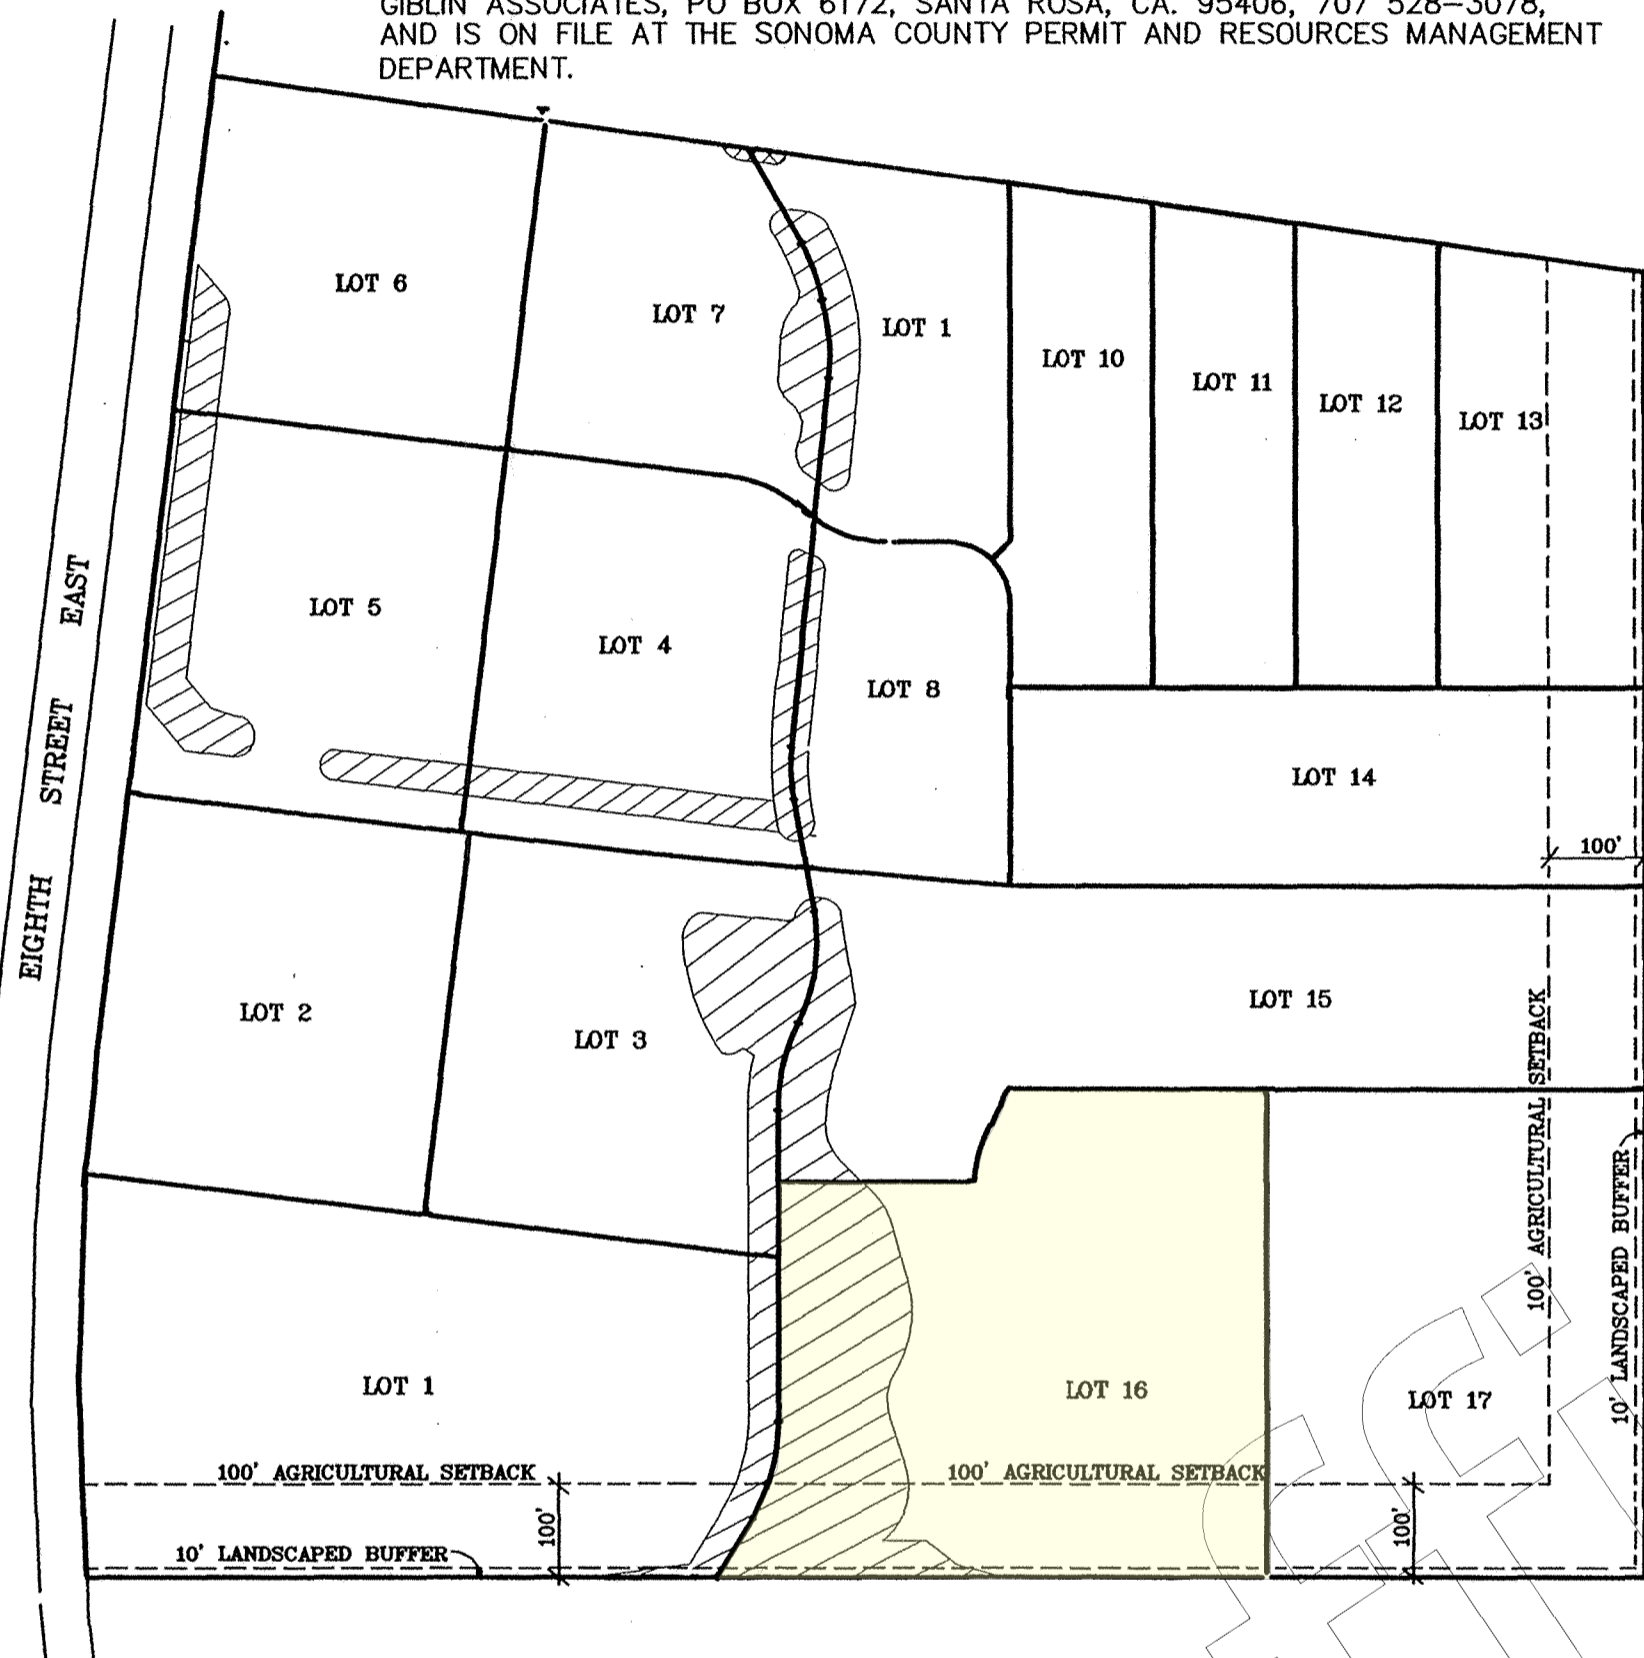 GIBLIN ASSOCIATES, PO BOX 6172, SANTA ROSA, CA. 95406, 707 528-3078,
AND IS ON FILE AT THE SONOMA COUNTY PERMIT AND RESOURCES MANAGEMENT
DEPARTMENT.
LOT 6
LOT 7
LOT 1
LOT 10
LOT 11
LOT 12
LOT 13
EIGHTH STREET EAST
LOT 5
LOT 4
LOT 8
LOT 14
100'
LOT 2
LOT 3
LOT 15
100' AGRICULTURAL SETBACK
10' LANDSCAPED BUFFER
LOT 1
LOT 16
LOT 17
100' AGRICULTURAL SETBACK
100' AGRICULTURAL SETBACK
100'
100'
10' LANDSCAPED BUFFER